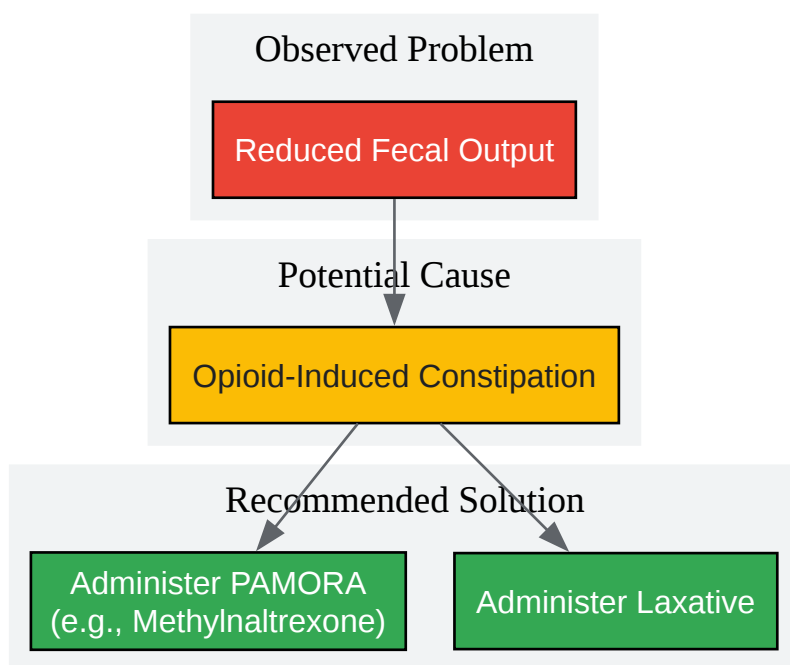 Observed Problem
Reduced Fecal Output
Potential Cause
Opioid-Induced Constipation
Recommended Solution
Administer PAMORA
(e.g., Methylnaltrexone)
Administer Laxative